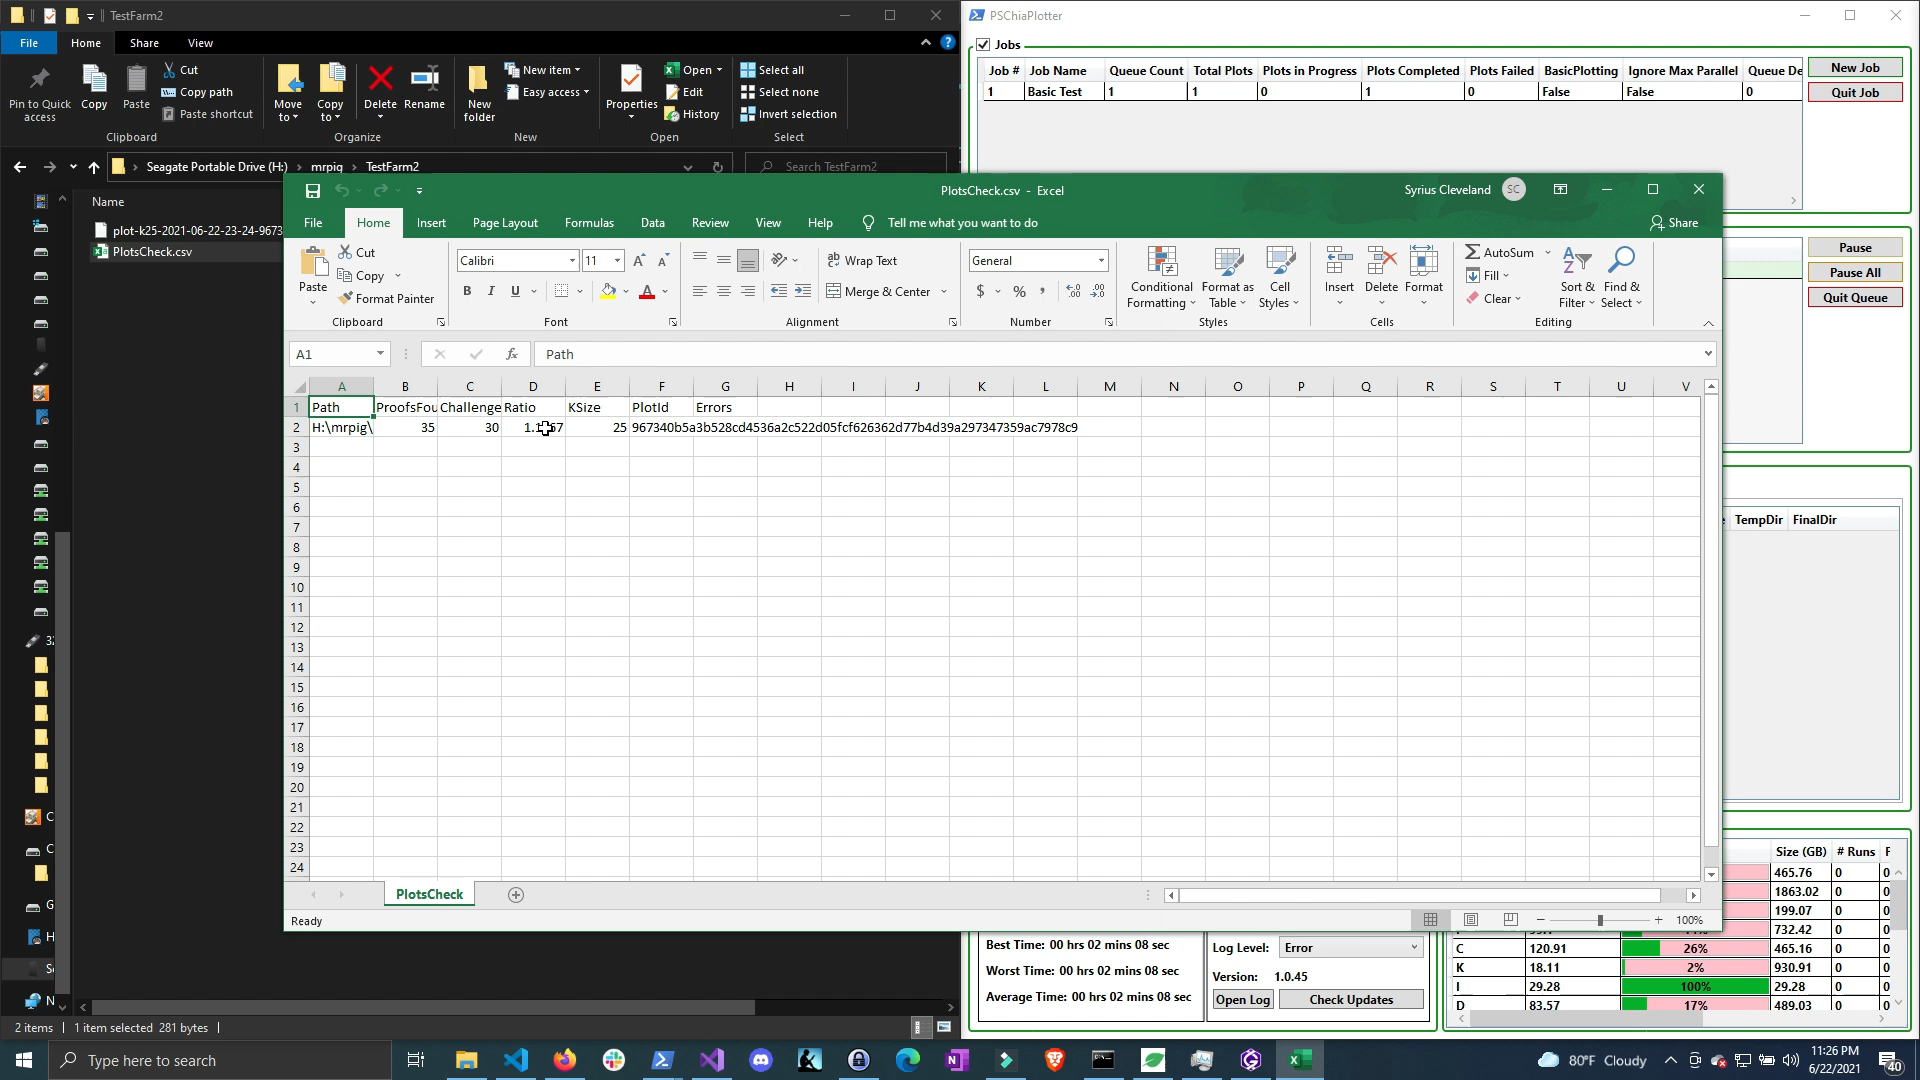 TestFarm2
File
Home
Share
View
Pin to Quick access
Copy
Paste
Cut
Copy path
Paste shortcut
Clipboard
Move to
Copy to
Delete
Rename
Organize
New folder
New item
Easy access
New
Properties
Open
Edit
History
Open
Select all
Select none
Invert selection
Select
Seagate Portable Drive (H:)
mrpig
TestFarm2
Search TestFarm2
Name
plot-k25-2021-06-22-23-24-9673
PlotsCheck.csv
2 items
1 item selected 281 bytes
PSChiaPlotter
Jobs
Job # Job Name Queue Count Total Plots Plots in Progress Plots Completed Plots Failed BasicPlotting Ignore Max Parallel Queue De
1 Basic Test 1 1 0 1 0 False False 0
New Job
Quit Job
Pause
Pause All
Quit Queue
TempDir FinalDir
PlotsCheck.csv - Excel
Syrius Cleveland
SC
File
Home
Insert
Page Layout
Formulas
Data
Review
View
Help
Tell me what you want to do
Share
Paste
Cut
Copy
Format Painter
Clipboard
Calibri
11
B I U
Font
Wrap Text
Merge & Center
Alignment
General
$ % ,
Number
Conditional Formatting
Format as Table
Cell Styles
Styles
Insert
Delete
Format
Cells
AutoSum
Fill
Clear
Sort & Filter
Find & Select
Editing
A1
fx
Path
A B C D E F G H I J K L M N O P Q R S T U V
1 Path ProofsFou Challenge Ratio KSize PlotId Errors
2 H:\mrpig\ 35 30 25 967340b5a3b528cd4536a2c522d05fcf626362d77b4d39a297347359ac7978c9
3
4
5
6
7
8
9
10
11
12
13
14
15
16
17
18
19
20
21
22
23
24
PlotsCheck
Ready
100%
Best Time: 00 hrs 02 mins 08 sec
Worst Time: 00 hrs 02 mins 08 sec
Average Time: 00 hrs 02 mins 08 sec
Log Level: Error
Version: 1.0.45
Open Log
Check Updates
Size (GB) # Runs
465.76 0 0
1863.02 0 0
199.07 0 0
732.42 0 0
C 120.91 26% 465.16 0 0
K 18.11 2% 930.91 0 0
I 29.28 100% 29.28 0 0
D 83.57 17% 489.03 0 0
Type here to search
80°F Cloudy
11:26 PM
6/22/2021
40